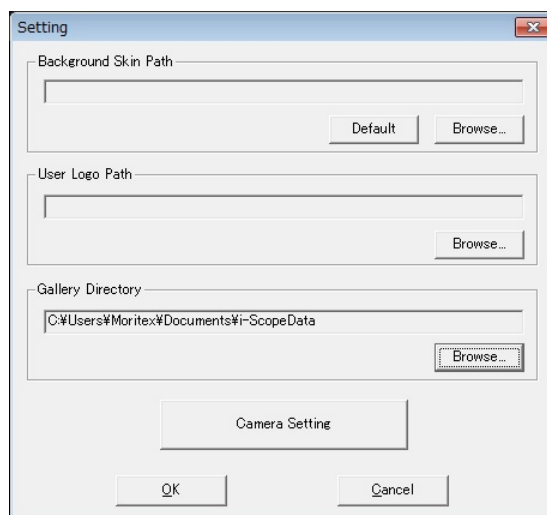 Setting
Background Skin Path
Default
Browse...
User Logo Path
Browse...
Gallery Directory
C:¥Users¥Moritex¥Documents¥i-ScopeData
Browse...
Camera Setting
OK
Cancel